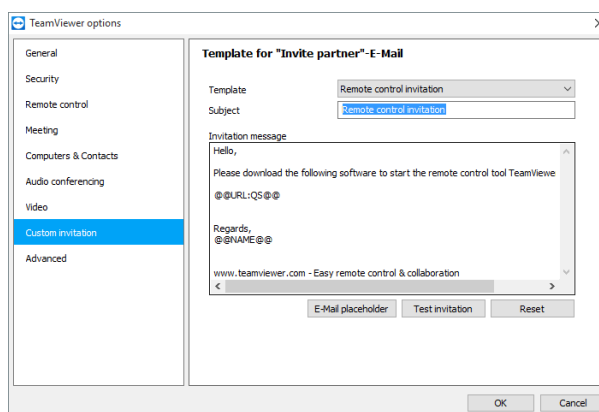 TeamViewer options
General
Security
Remote control
Meeting
Computers & Contacts
Audio conferencing
Video
Custom invitation
Advanced
Template for "Invite partner"-E-Mail
Template Remote control invitation
Subject Remote control invitation
Invitation message
Hello,
Please download the following software to start the remote control tool TeamViewe
@@URL:QS@@
Regards,
@@NAME@@
www.teamviewer.com - Easy remote control & collaboration
E-Mail placeholder Test invitation Reset
OK Cancel